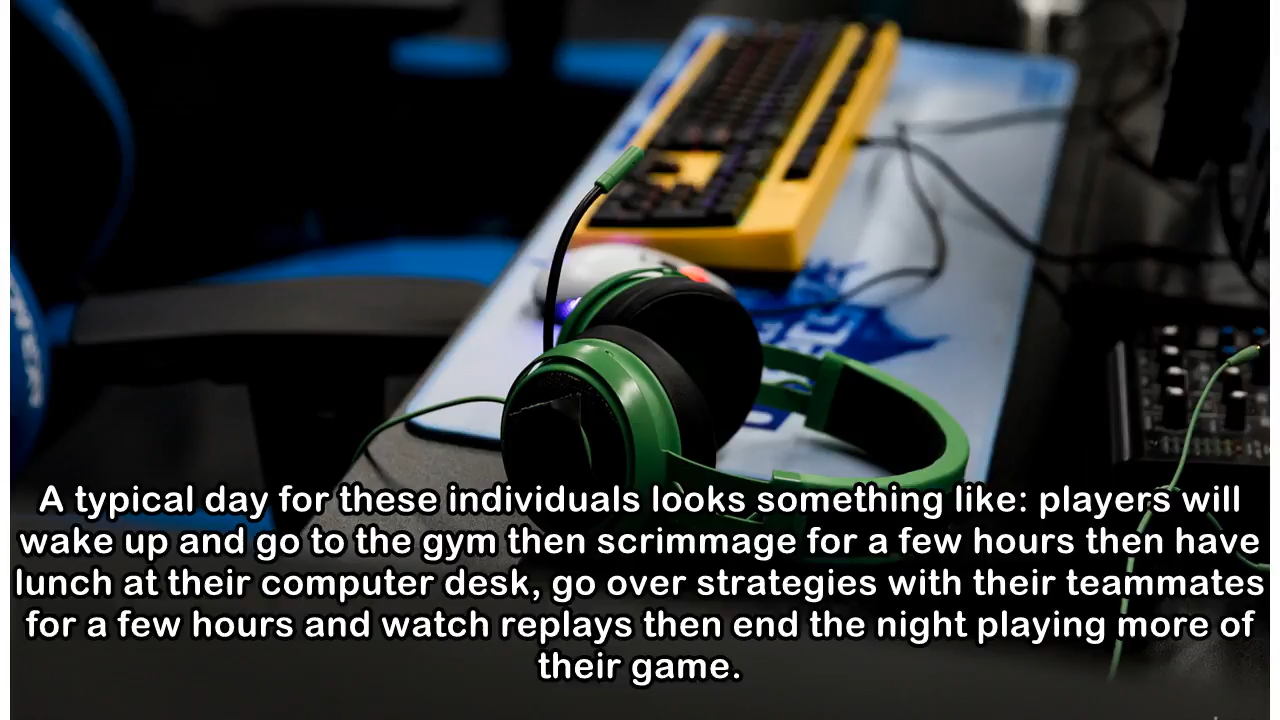 A typical day for these individuals looks something like: players will
wake up and go to the gym then scrimmage for a few hours then have
lunch at their computer desk, go over strategies with their teammates
for a few hours and watch replays then end the night playing more of
their game.